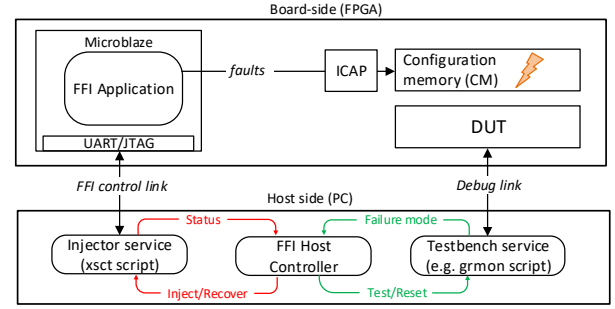 Board-side (FPGA)
Microblaze
FFI Application
UART/JTAG
faults
ICAP
Configuration
memory (CM)
DUT
FFI control link
Debug link
Host side (PC)
Status
Failure mode
Injector service
(xsct script)
FFI Host
Controller
Testbench service
(e.g. grmon script)
Inject/Recover
Test/Reset